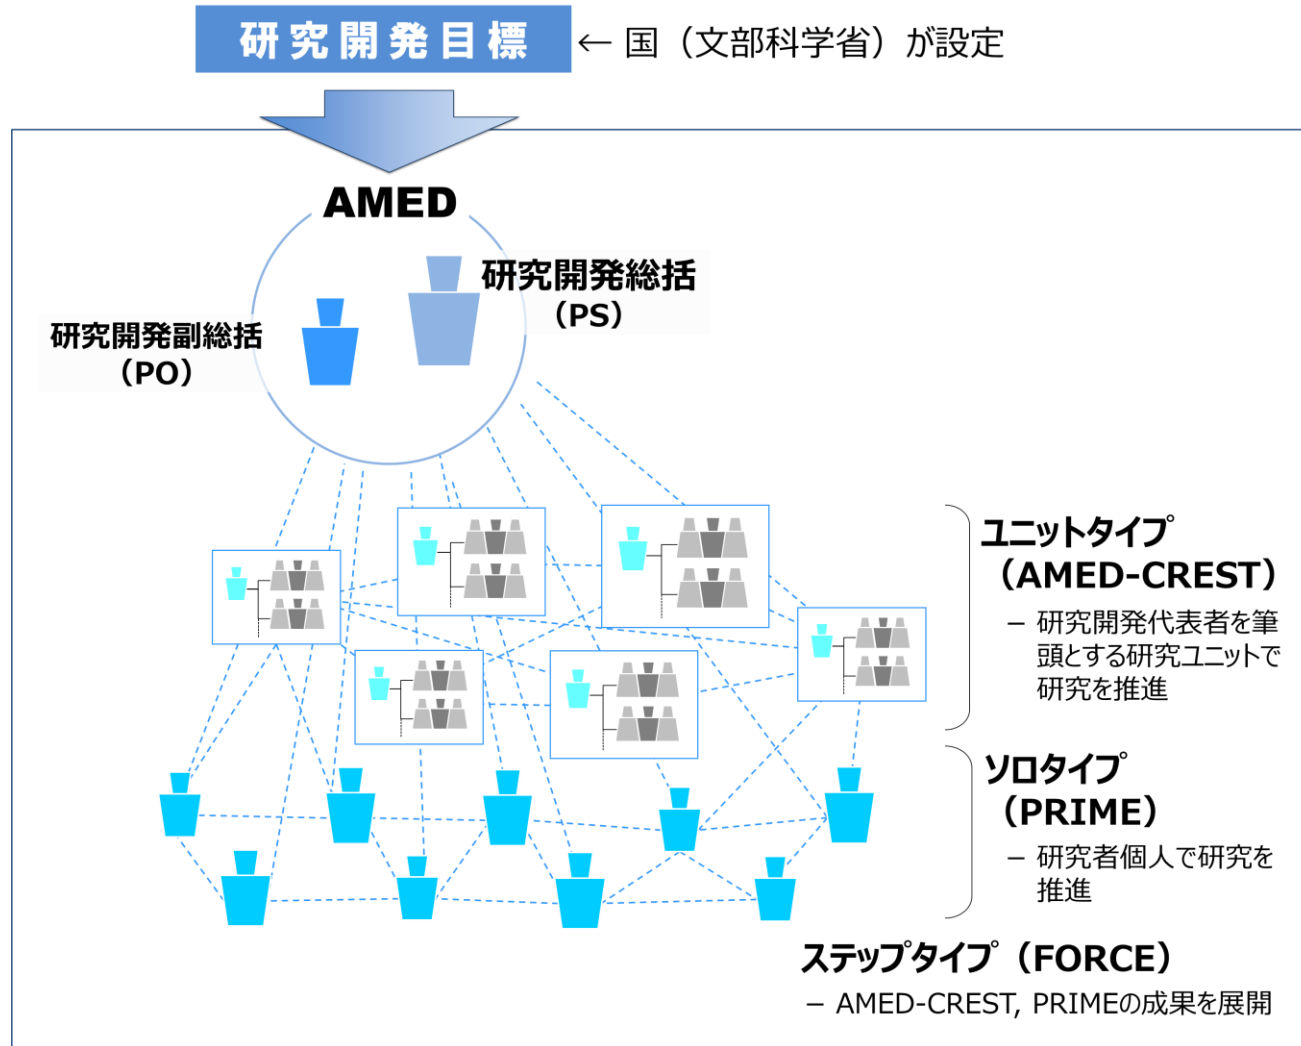 研究開発目標
← 国（文部科学省）が設定
AMED
研究開発総括
（PS）
研究開発副総括
（PO）
ユニットタイプ
（AMED-CREST）
– 研究開発代表者を筆
頭とする研究ユニットで
研究を推進
ソロタイプ
（PRIME）
– 研究者個人で研究を
推進
ステップタイプ（FORCE）
– AMED-CREST, PRIMEの成果を展開